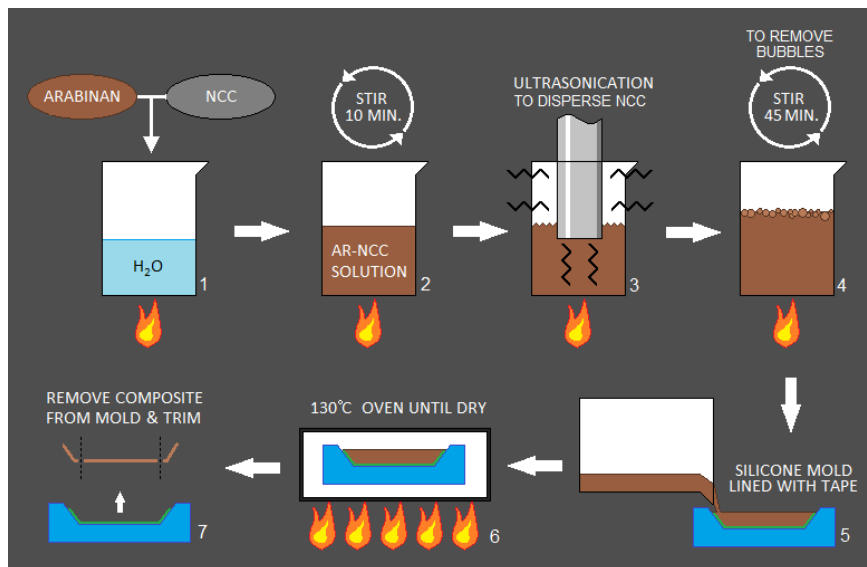 ARABINAN
NCC
H₂O
1
STIR
10 MIN.
AR-NCC
SOLUTION
2
ULTRASONICATION
TO DISPERSE NCC
3
TO REMOVE
BUBBLES
STIR
45 MIN.
4
SILICONE MOLD
LINED WITH TAPE
5
130℃ OVEN UNTIL DRY
6
REMOVE COMPOSITE
FROM MOLD & TRIM
7